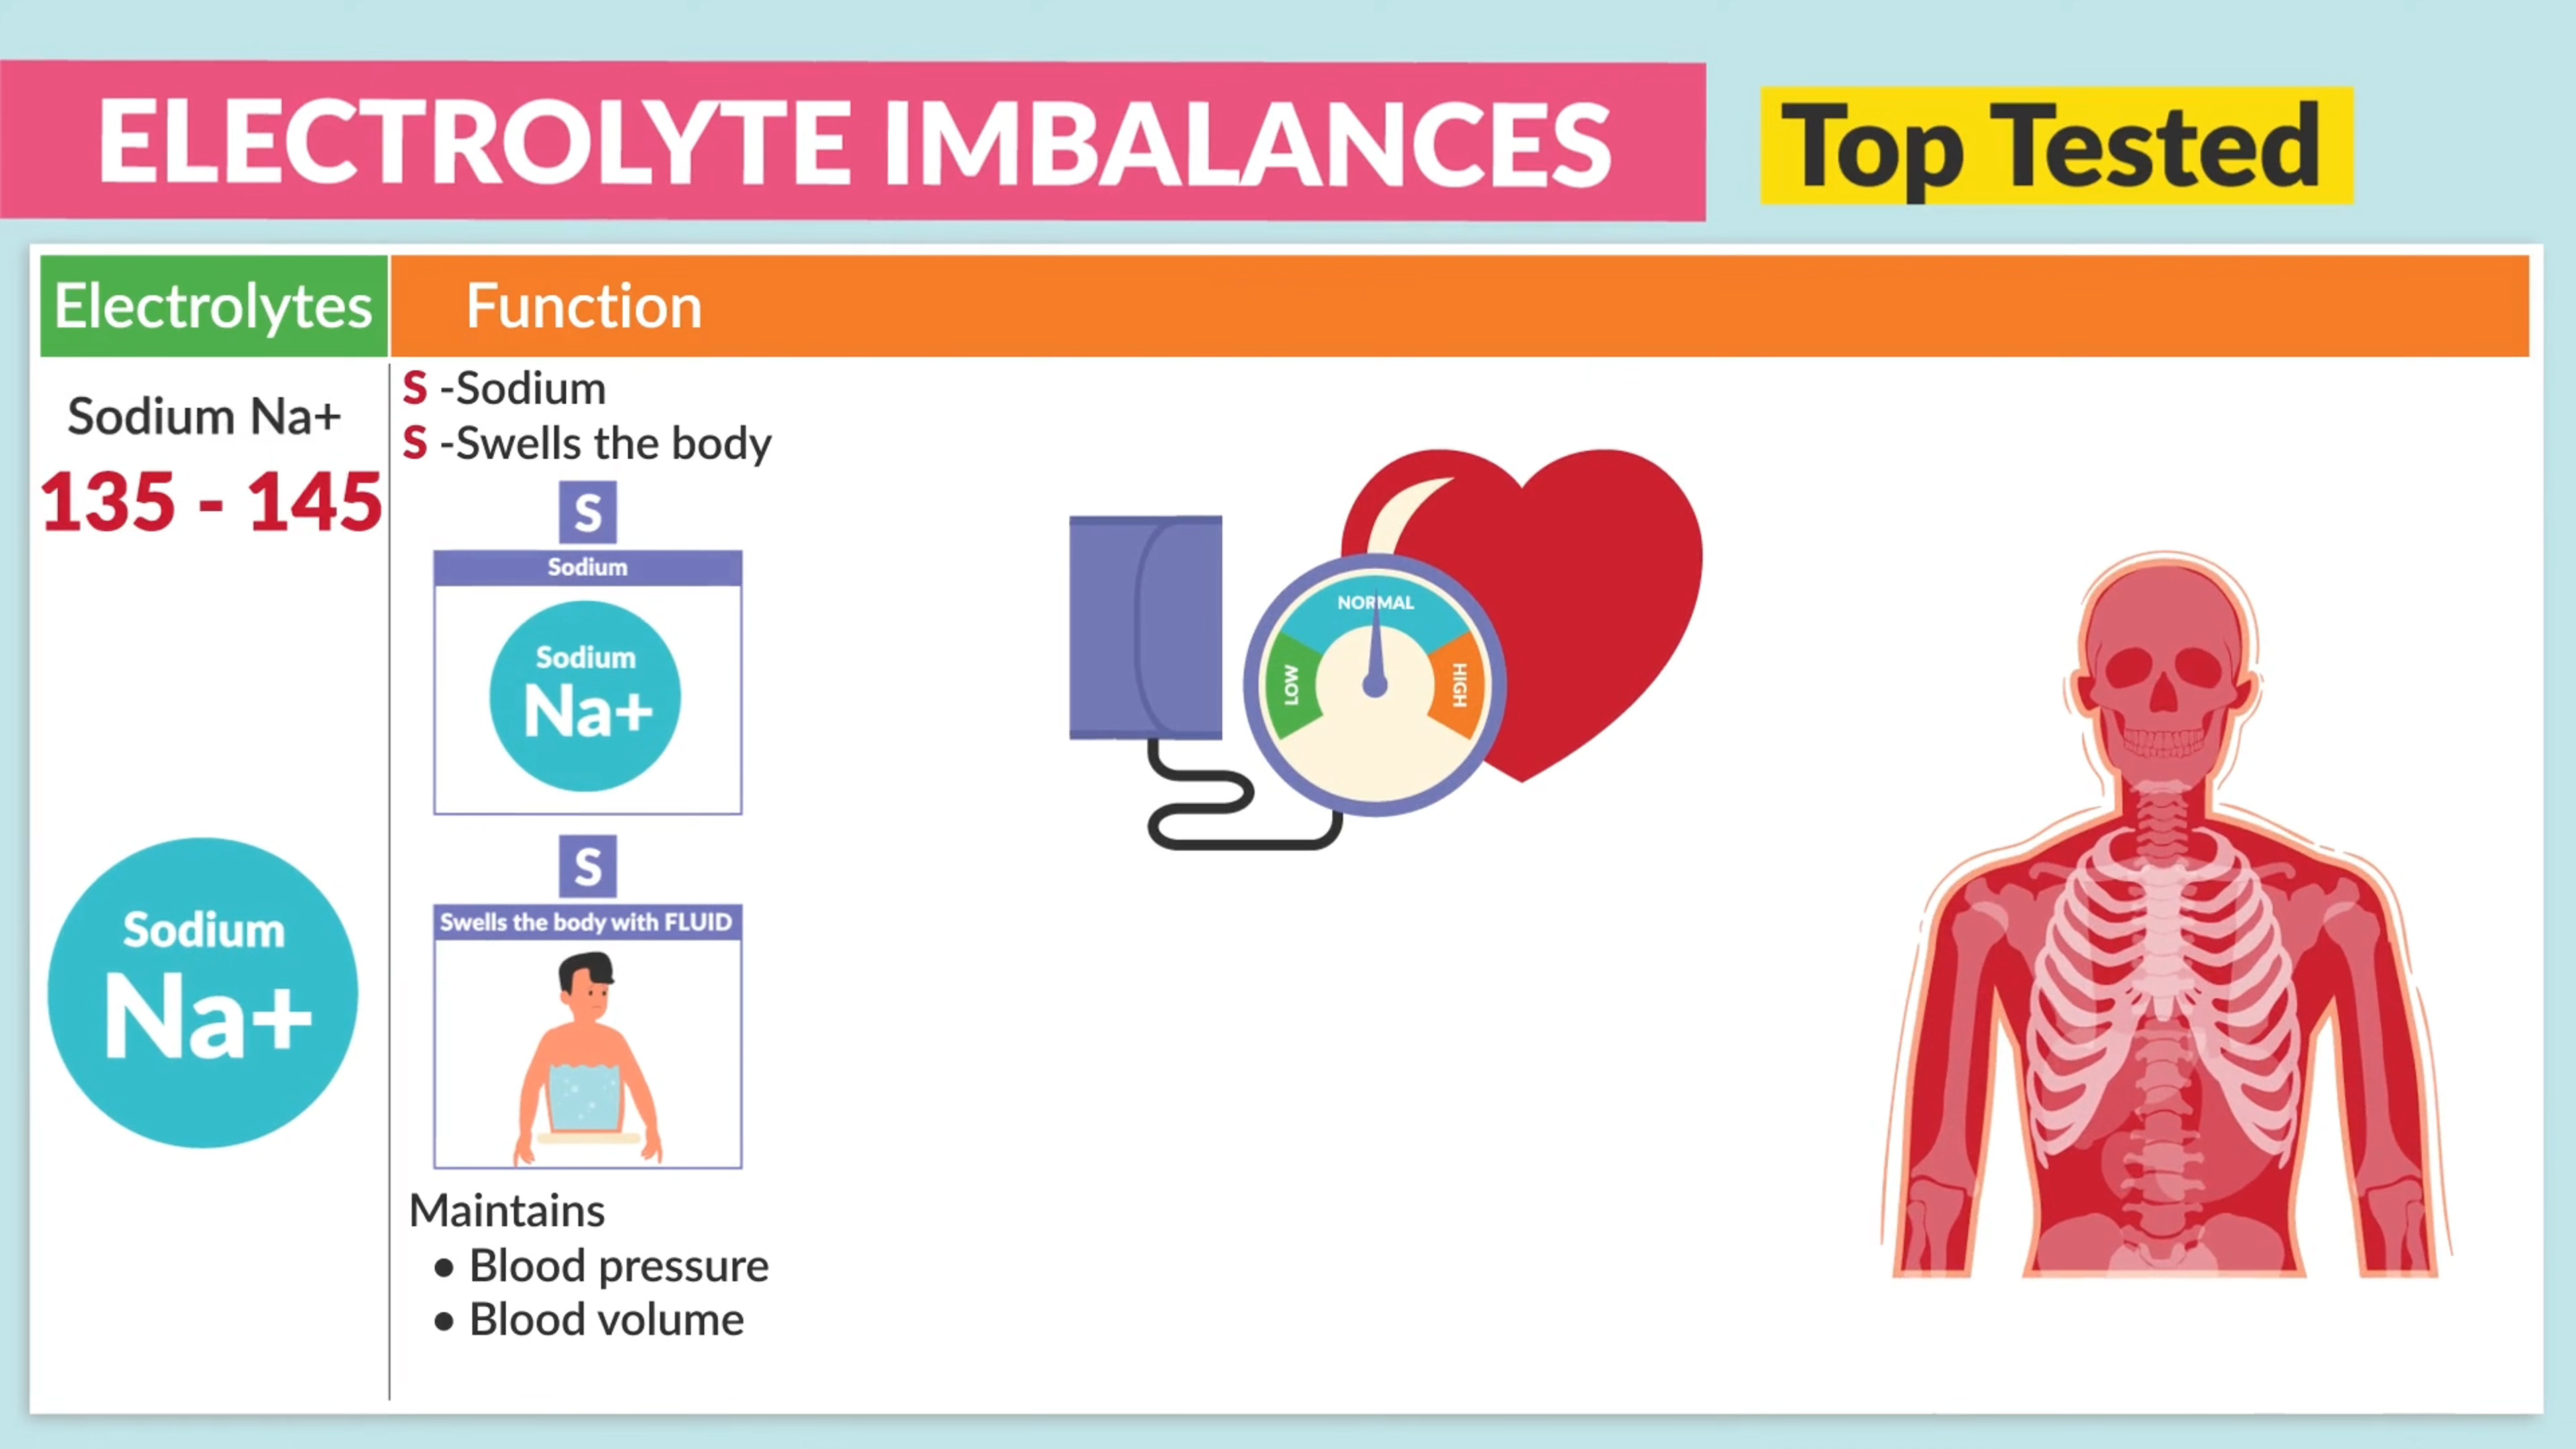 ELECTROLYTE IMBALANCES
Top Tested
Electrolytes
Function
Sodium Na+
135 - 145
Sodium
Na+
S -Sodium
S -Swells the body
S
Sodium
Sodium
Na+
S
Swells the body with FLUID
Maintains
• Blood pressure
• Blood volume
NORMAL
LOW
HIGH